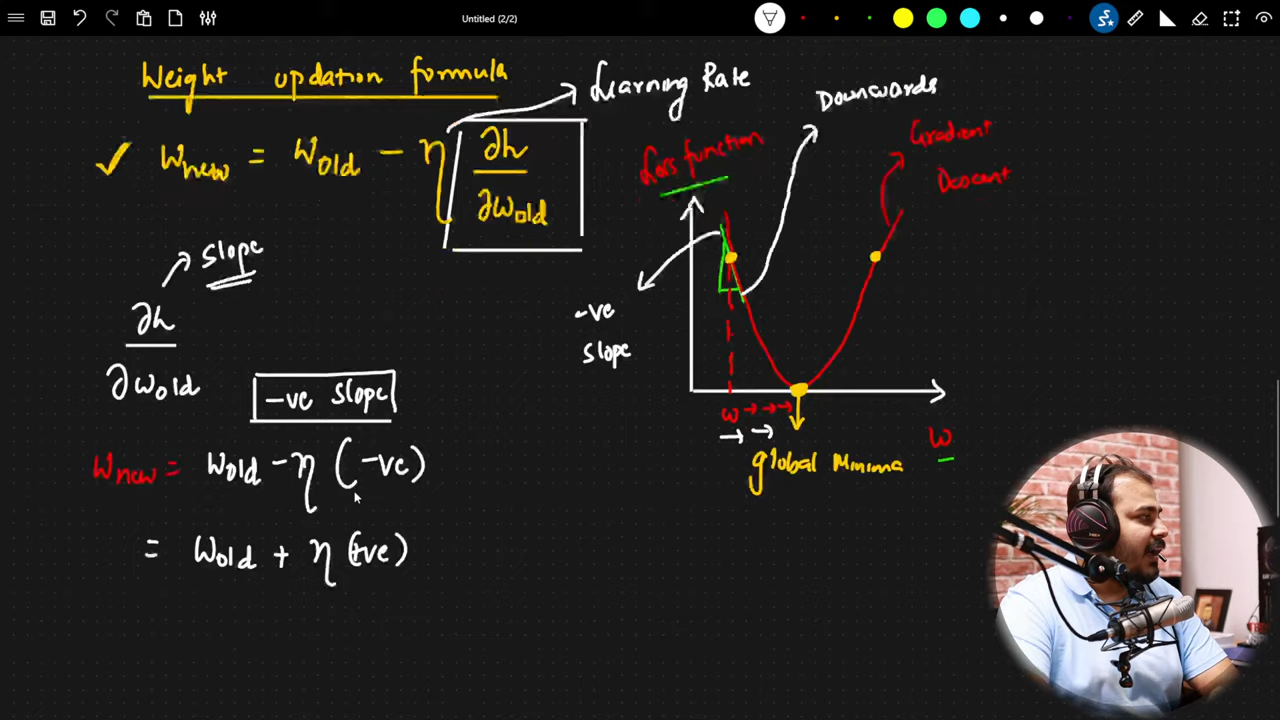 Untitled (2/2)
Weight updation formula
Learning Rate
Downwards
Gradient
Descent
Loss function
✓ Wnew = Wold - η ∂h
∂Wold
slope
∂h
∂Wold
-ve
slope
-ve slope
Wnew = Wold - η (-ve)
= Wold + η (+ve)
w → → →
→ →
w
global Minima